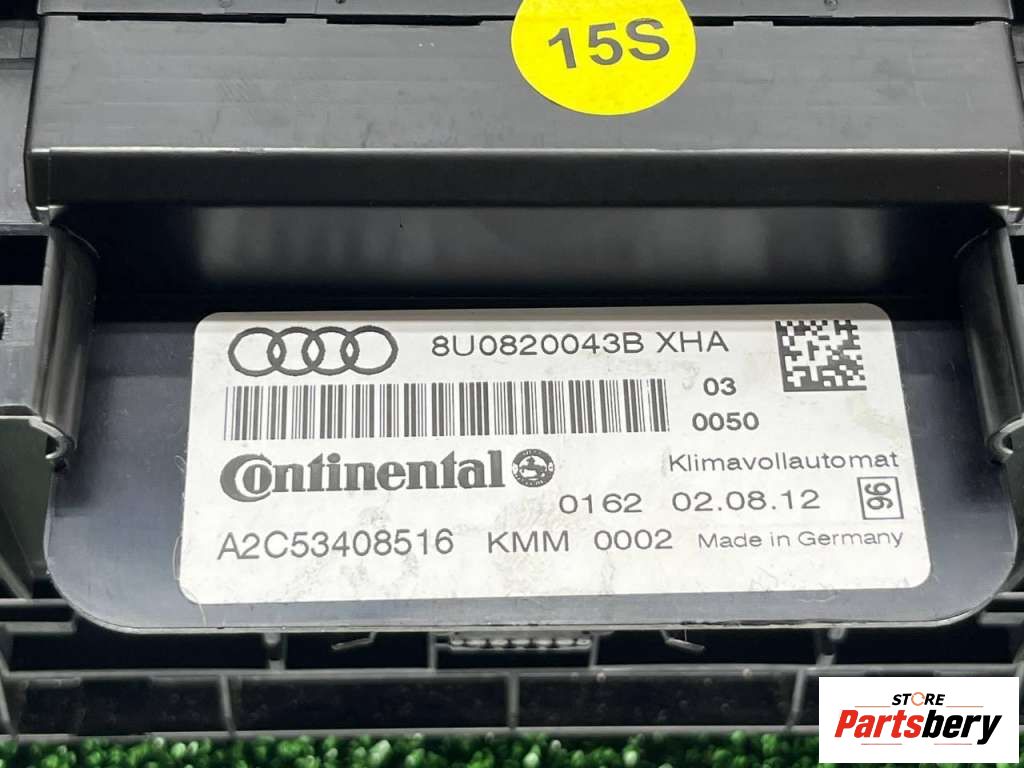 15S
8U0820043B XHA
03
0050
Continental
Klimavollautomat
0162 02.08.12 96
A2C53408516 KMM 0002 Made in Germany
STORE
Partsbery